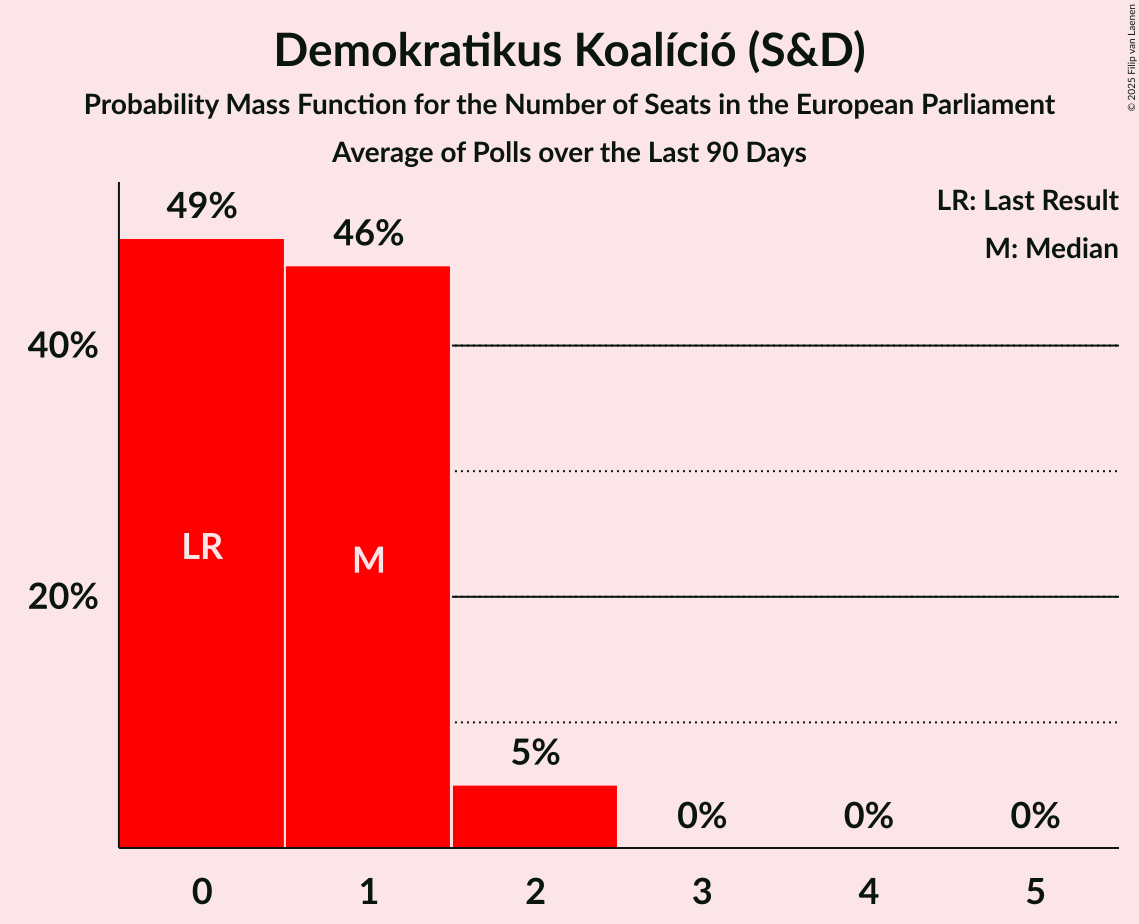 Demokratikus Koalíció (S&D)
Probability Mass Function for the Number of Seats in the European Parliament
Average of Polls over the Last 90 Days
© 2025 Filip van Laenen
LR: Last Result
M: Median
49%
46%
40%
LR
M
20%
5%
0%
0%
0%
0
1
2
3
4
5